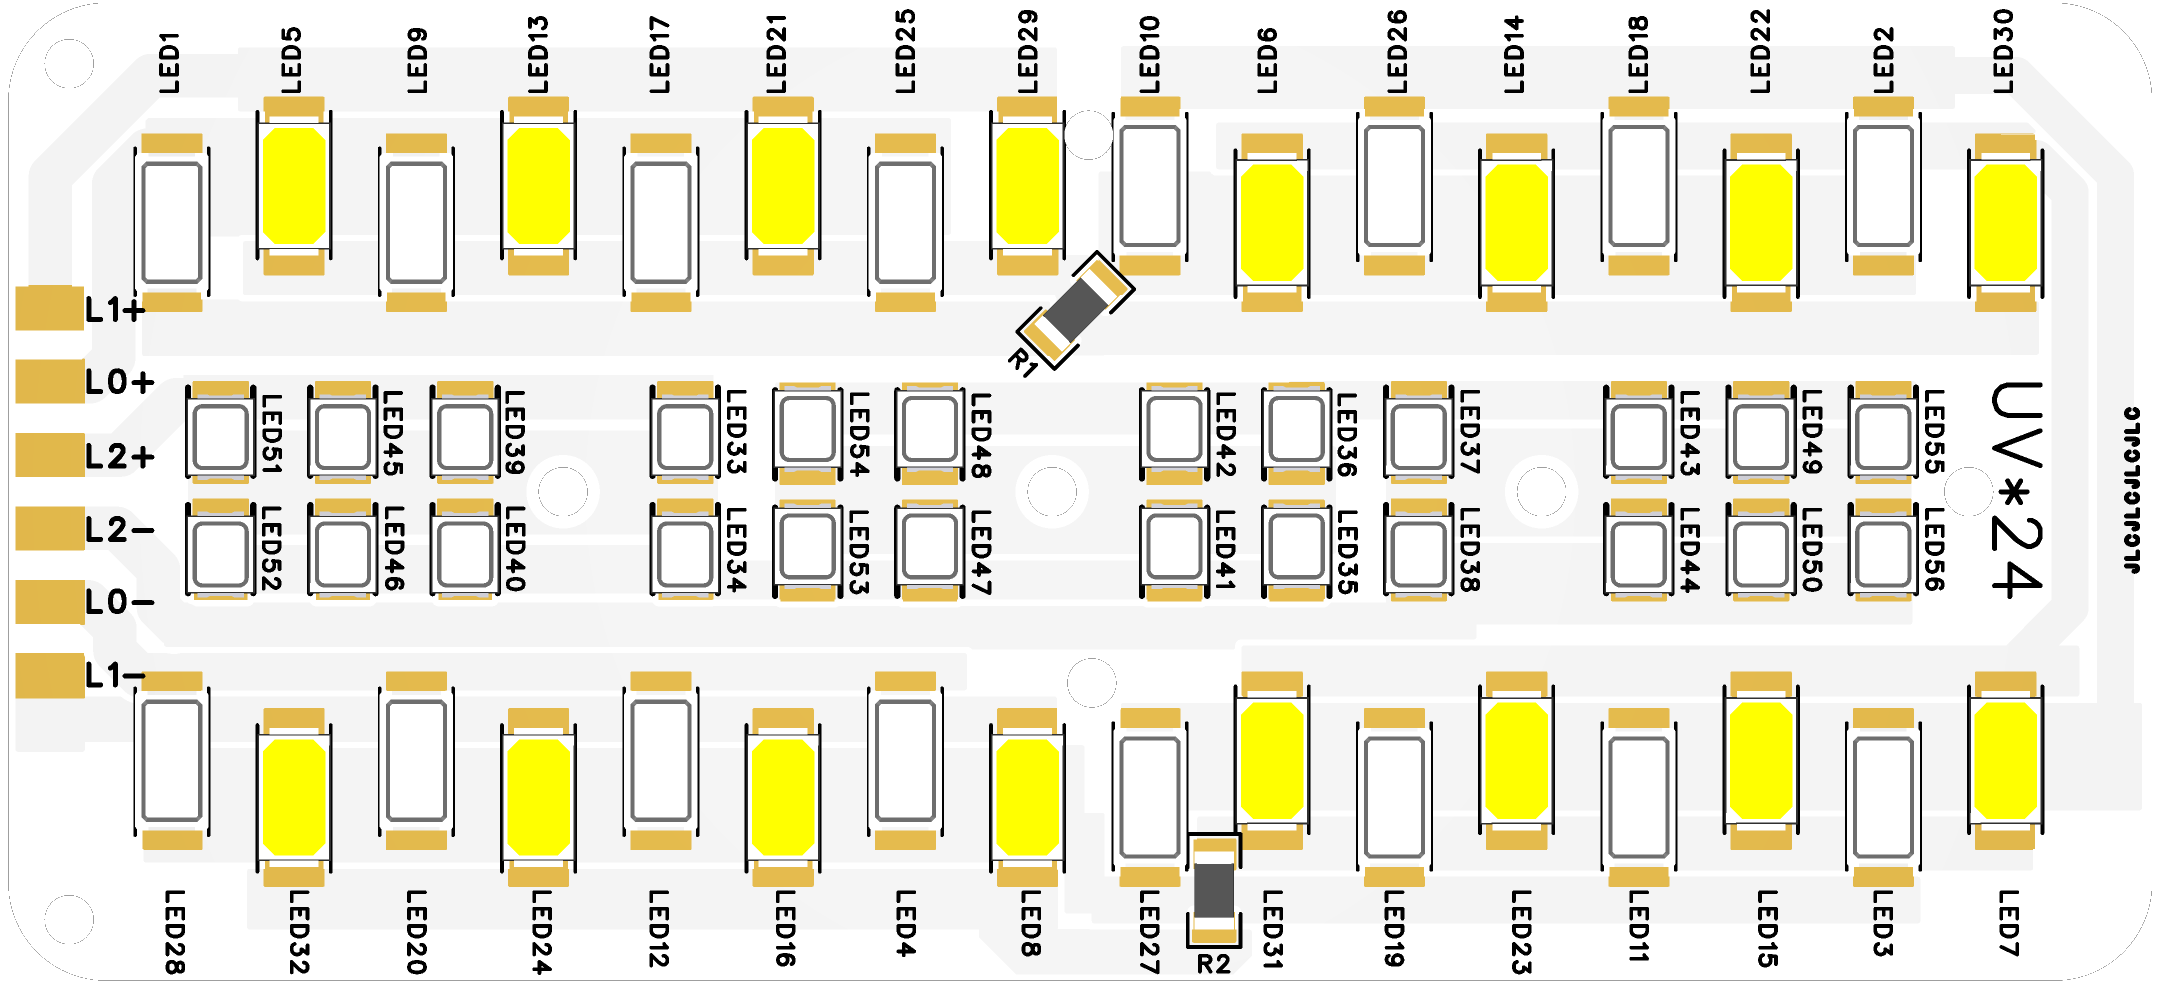 LED1 LED5 LED9 LED13 LED17 LED21 LED25 LED29 LED10 LED6 LED26 LED14 LED18 LED22 LED2 LED30
L1+
R1
L0+
L2+
LED51 LED45 LED39 LED33 LED54 LED48 LED42 LED36 LED37 LED43 LED49 LED55
UV*24
L2-
LED52 LED46 LED40 LED34 LED53 LED47 LED41 LED35 LED38 LED44 LED50 LED56
L0-
L1-
LED28 LED32 LED20 LED24 LED12 LED16 LED4 LED8 LED27 LED31 LED19 LED23 LED11 LED15 LED3 LED7
R2